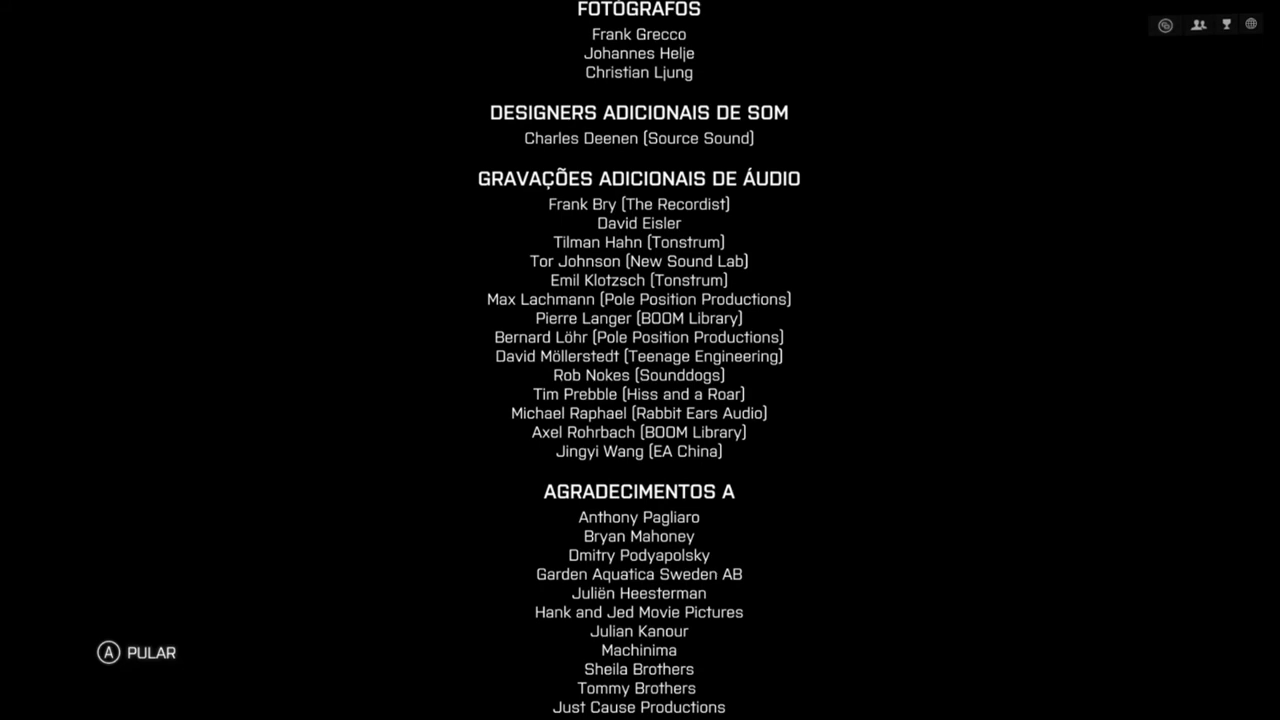 FOTÓGRAFOS
Frank Grecco
Johannes Helje
Christian Ljung
DESIGNERS ADICIONAIS DE SOM
Charles Deenen (Source Sound)
GRAVAÇÕES ADICIONAIS DE ÁUDIO
Frank Bry (The Recordist)
David Eisler
Tilman Hahn (Tonstrum)
Tor Johnson (New Sound Lab)
Emil Klotzsch (Tonstrum)
Max Lachmann (Pole Position Productions)
Pierre Langer (BOOM Library)
Bernard Löhr (Pole Position Productions)
David Möllerstedt (Teenage Engineering)
Rob Nokes (Sounddogs)
Tim Prebble (Hiss and a Roar)
Michael Raphael (Rabbit Ears Audio)
Axel Rohrbach (BOOM Library)
Jingyi Wang (EA China)
AGRADECIMENTOS A
Anthony Pagliaro
Bryan Mahoney
Dmitry Podyapolsky
Garden Aquatica Sweden AB
Juliën Heesterman
Hank and Jed Movie Pictures
Julian Kanour
Machinima
Sheila Brothers
Tommy Brothers
Just Cause Productions
A PULAR